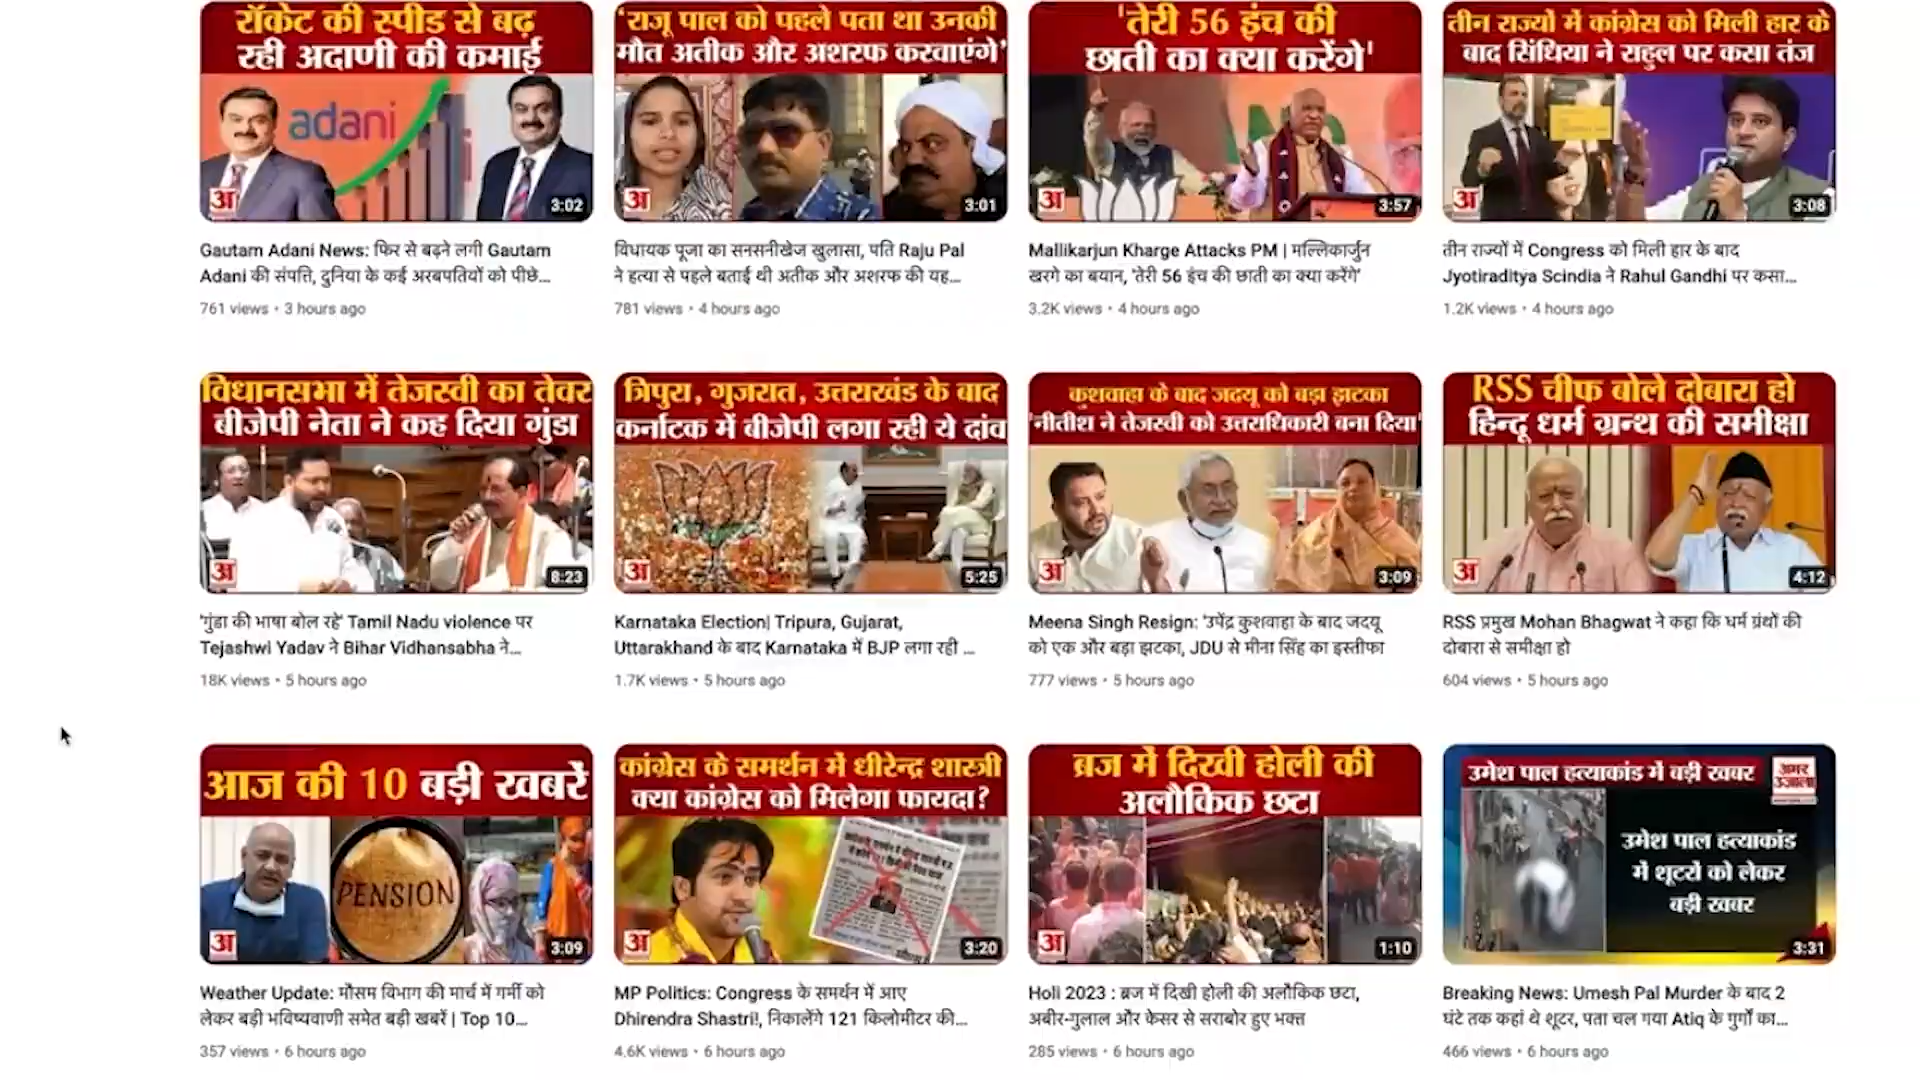 रॉकेट की स्पीड से बढ़
रही अदाणी की कमाई
adani
अ
3:02
Gautam Adani News: फिर से बढ़ने लगी Gautam
Adani की संपत्ति, दुनिया के कई अरबपतियों को पीछे...
761 views • 3 hours ago
'राजू पाल को पहले पता था उनकी
मौत अतीक और अशरफ करवाएंगे'
अ
3:01
विधायक पूजा का सनसनीखेज खुलासा, पति Raju Pal
ने हत्या से पहले बताई थी अतीक और अशरफ की यह...
781 views • 4 hours ago
'तेरी 56 इंच की
छाती का क्या करेंगे'
अ
3:57
Mallikarjun Kharge Attacks PM | मल्लिकार्जुन
खरगे का बयान, 'तेरी 56 इंच की छाती का क्या करेंगे'
3.2K views • 4 hours ago
तीन राज्यों में कांग्रेस को मिली हार के
बाद सिंधिया ने राहुल पर कसा तंज
अ
3:08
तीन राज्यों में Congress को मिली हार के बाद
Jyotiraditya Scindia ने Rahul Gandhi पर कसा...
1.2K views • 4 hours ago
विधानसभा में तेजस्वी का तेवर
बीजेपी नेता ने कह दिया गुंडा
अ
8:23
'गुंडा की भाषा बोल रहे' Tamil Nadu violence पर
Tejashwi Yadav ने Bihar Vidhansabha ने...
18K views • 5 hours ago
त्रिपुरा, गुजरात, उत्तराखंड के बाद
कर्नाटक में बीजेपी लगा रही ये दांव
अ
5:25
Karnataka Election| Tripura, Gujarat,
Uttarakhand के बाद Karnataka में BJP लगा रही ...
1.7K views • 5 hours ago
कुशवाहा के बाद जदयू को बड़ा झटका
'नीतीश ने तेजस्वी को उत्तराधिकारी बना दिया'
अ
3:09
Meena Singh Resign: 'उपेंद्र कुशवाहा के बाद जदयू
को एक और बड़ा झटका, JDU से मीना सिंह का इस्तीफा
777 views • 5 hours ago
RSS चीफ बोले दोबारा हो
हिन्दू धर्म ग्रन्थ की समीक्षा
अ
4:12
RSS प्रमुख Mohan Bhagwat ने कहा कि धर्म ग्रंथों की
दोबारा से समीक्षा हो
604 views • 5 hours ago
आज की 10 बड़ी खबरें
PENSION
अ
3:09
Weather Update: मौसम विभाग की मार्च में गर्मी को
लेकर बड़ी भविष्यवाणी समेत बड़ी खबरें | Top 10...
357 views • 6 hours ago
कांग्रेस के समर्थन में धीरेन्द्र शास्त्री
क्या कांग्रेस को मिलेगा फायदा?
अ
3:20
MP Politics: Congress के समर्थन में आए
Dhirendra Shastri!, निकालेंगे 121 किलोमीटर की...
4.6K views • 6 hours ago
ब्रज में दिखी होली की
अलौकिक छटा
अ
1:10
Holi 2023 : ब्रज में दिखी होली की अलौकिक छटा,
अबीर-गुलाल और केसर से सराबोर हुए भक्त
285 views • 6 hours ago
उमेश पाल हत्याकांड में बड़ी खबर
अमर
उजाला
उमेश पाल हत्याकांड
में शूटरों को लेकर
बड़ी खबर
3:31
Breaking News: Umesh Pal Murder के बाद 2
घंटे तक कहां थे शूटर, पता चल गया Atiq के गुर्गों का...
466 views • 6 hours ago